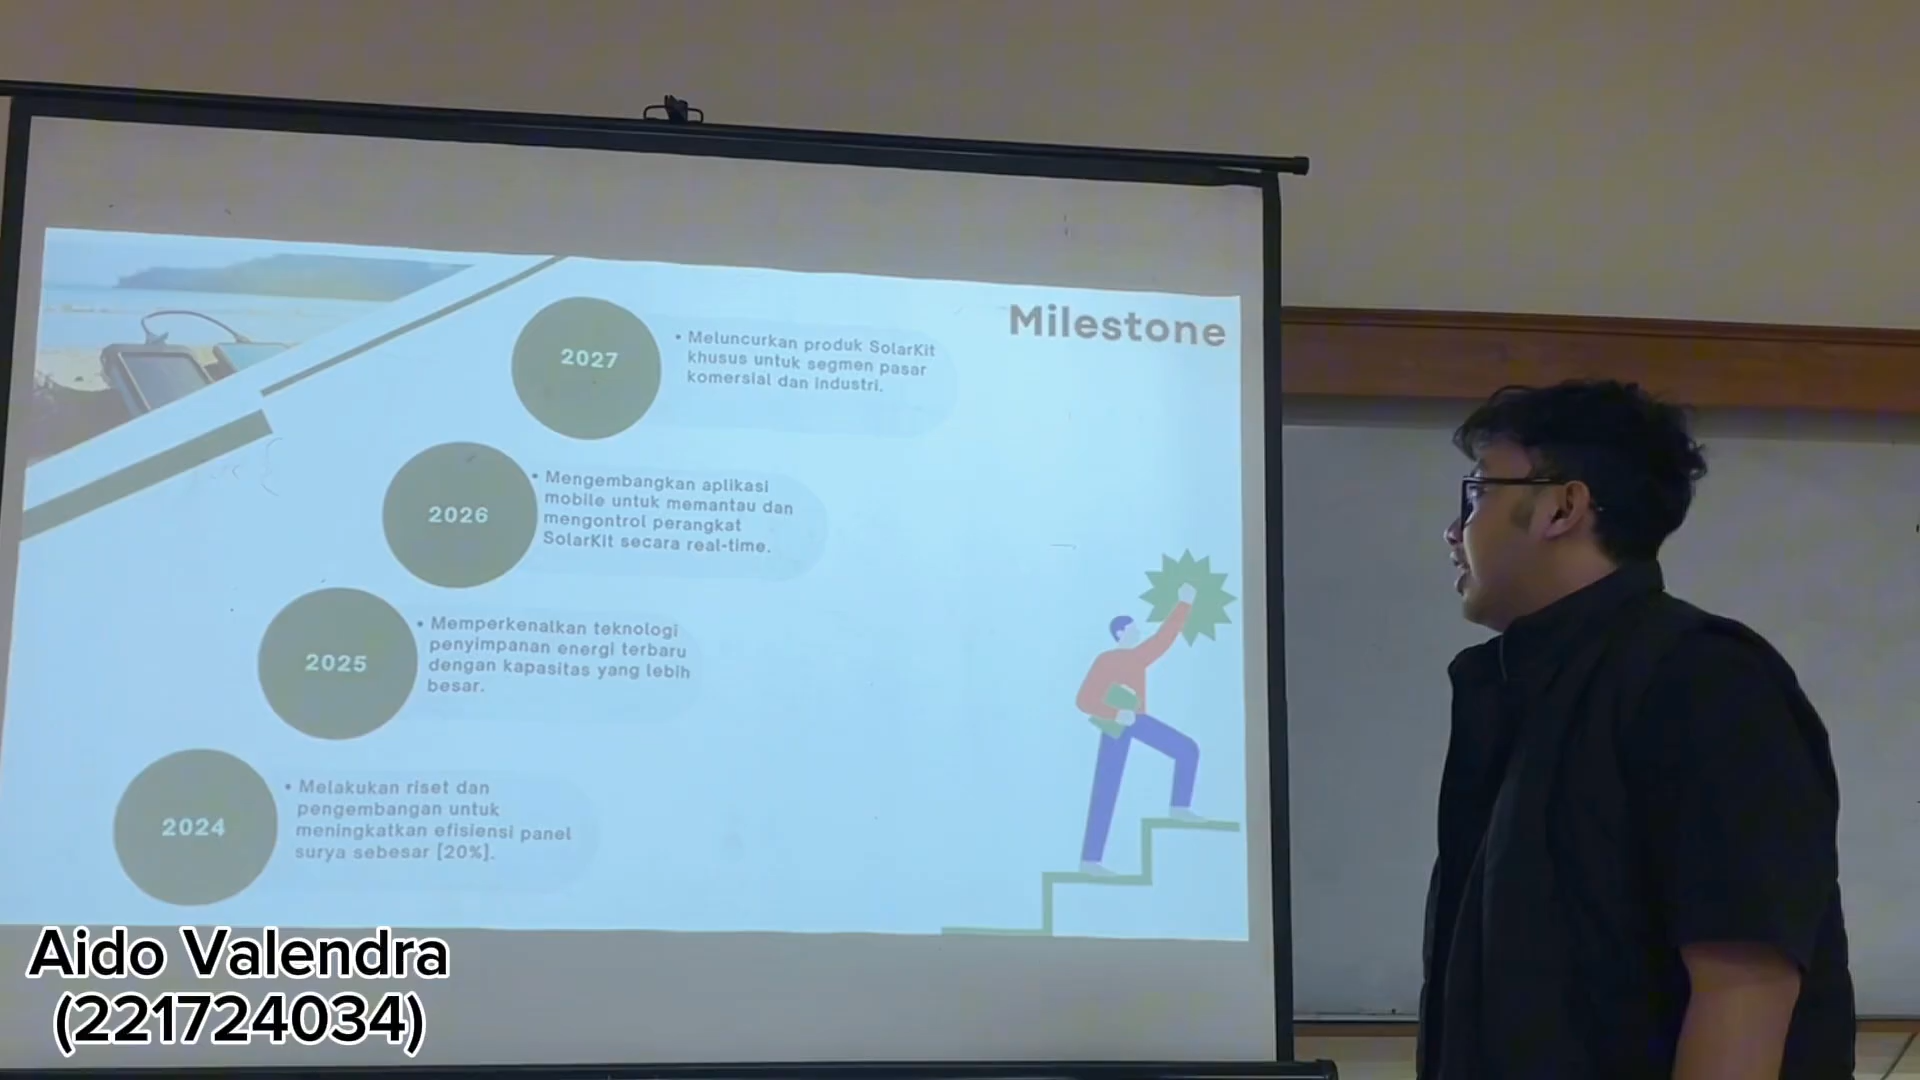 Milestone
2027
• Meluncurkan produk SolarKit
khusus untuk segmen pasar
komersial dan industri.
2026
• Mengembangkan aplikasi
mobile untuk memantau dan
mengontrol perangkat
SolarKit secara real-time.
2025
• Memperkenalkan teknologi
penyimpanan energi terbaru
dengan kapasitas yang lebih
besar.
2024
• Melakukan riset dan
pengembangan untuk
meningkatkan efisiensi panel
surya sebesar [20%].
Aido Valendra
(221724034)